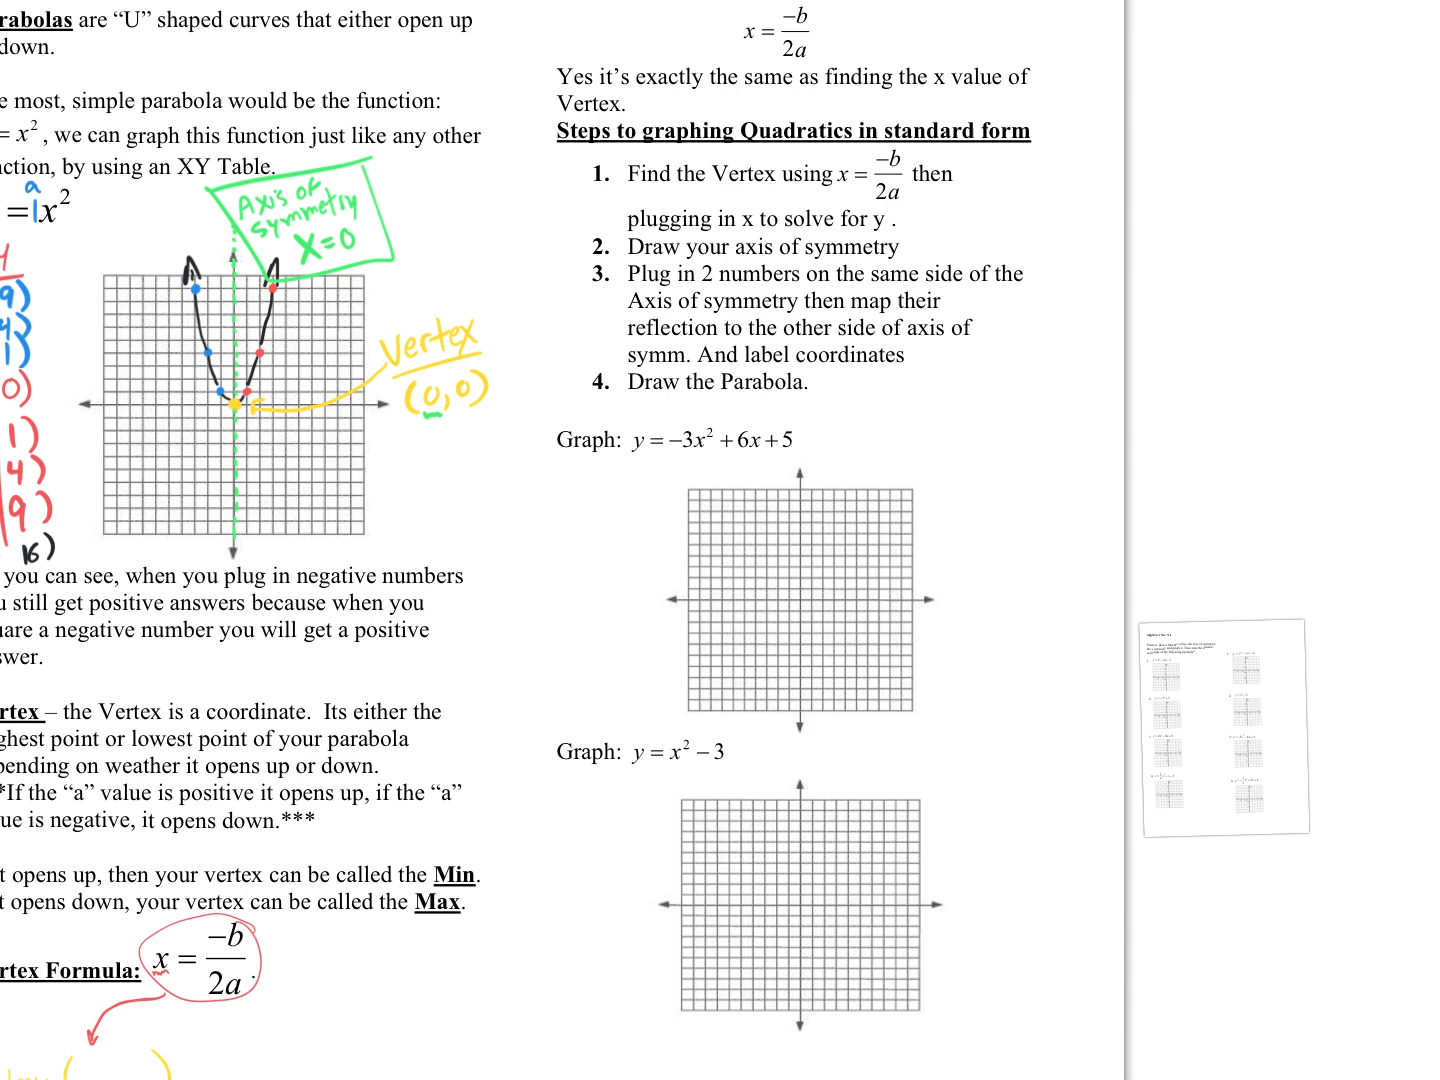 rabolas are “U” shaped curves that either open up
down.
e most, simple parabola would be the function:
= x², we can graph this function just like any other
ction, by using an XY Table.
a
=1x²
Axis of
symmetry
X=0
9)
4)
1)
0)
1)
4)
9)
16)
Vertex
(0,0)
you can see, when you plug in negative numbers
u still get positive answers because when you
uare a negative number you will get a positive
swer.
rtex – the Vertex is a coordinate. Its either the
ghest point or lowest point of your parabola
pending on weather it opens up or down.
*If the “a” value is positive it opens up, if the “a”
ue is negative, it opens down.***
t opens up, then your vertex can be called the Min.
t opens down, your vertex can be called the Max.
rtex Formula: x = −b/2a.
x = −b/2a
Yes it’s exactly the same as finding the x value of
Vertex.
Steps to graphing Quadratics in standard form
1. Find the Vertex using x = −b/2a then
plugging in x to solve for y .
2. Draw your axis of symmetry
3. Plug in 2 numbers on the same side of the
Axis of symmetry then map their
reflection to the other side of axis of
symm. And label coordinates
4. Draw the Parabola.
Graph: y = −3x² + 6x + 5
Graph: y = x² − 3